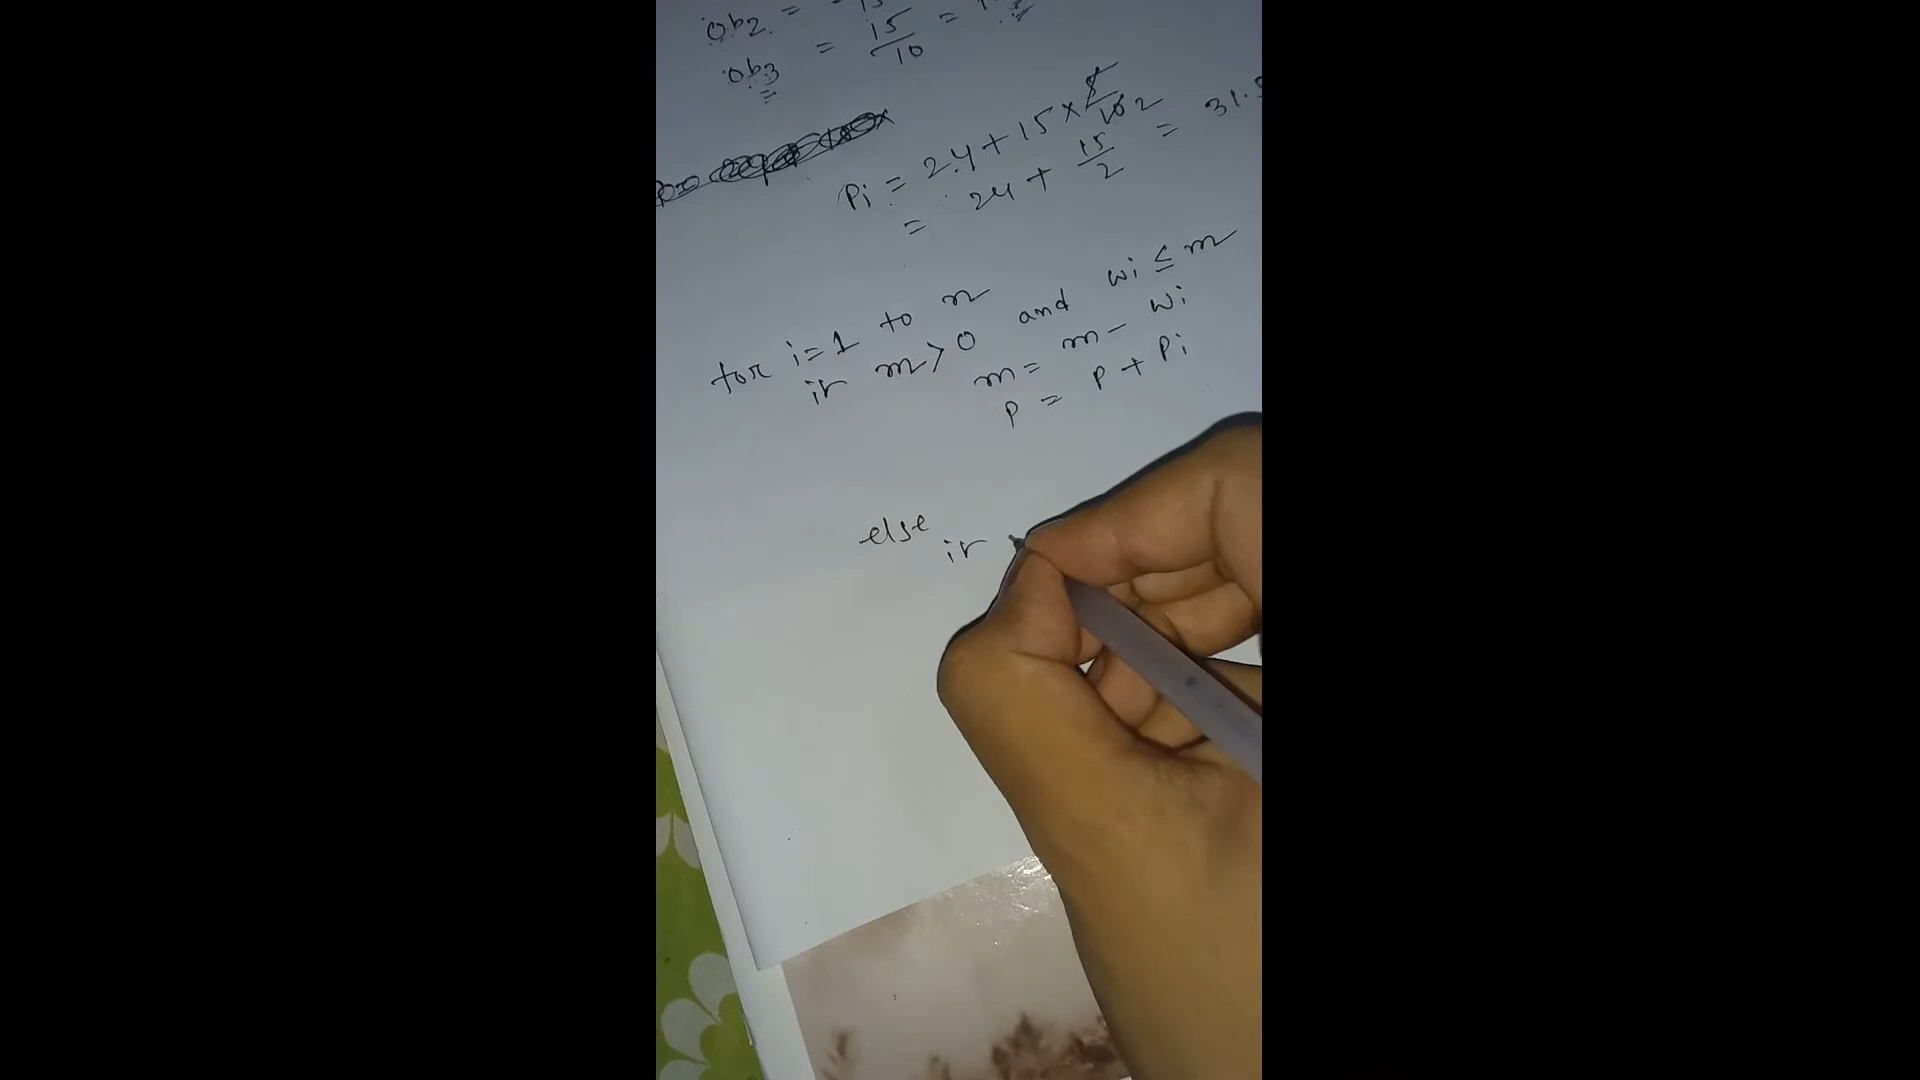 Ob2 =
Ob3 = 15/10 =
Pi = 24 + 15 × 5/10 2
= 24 + 15/2 = 31.5
for i=1 to n
if m>0 and wi ≤ m
m = m - wi
P = P + Pi
else
if